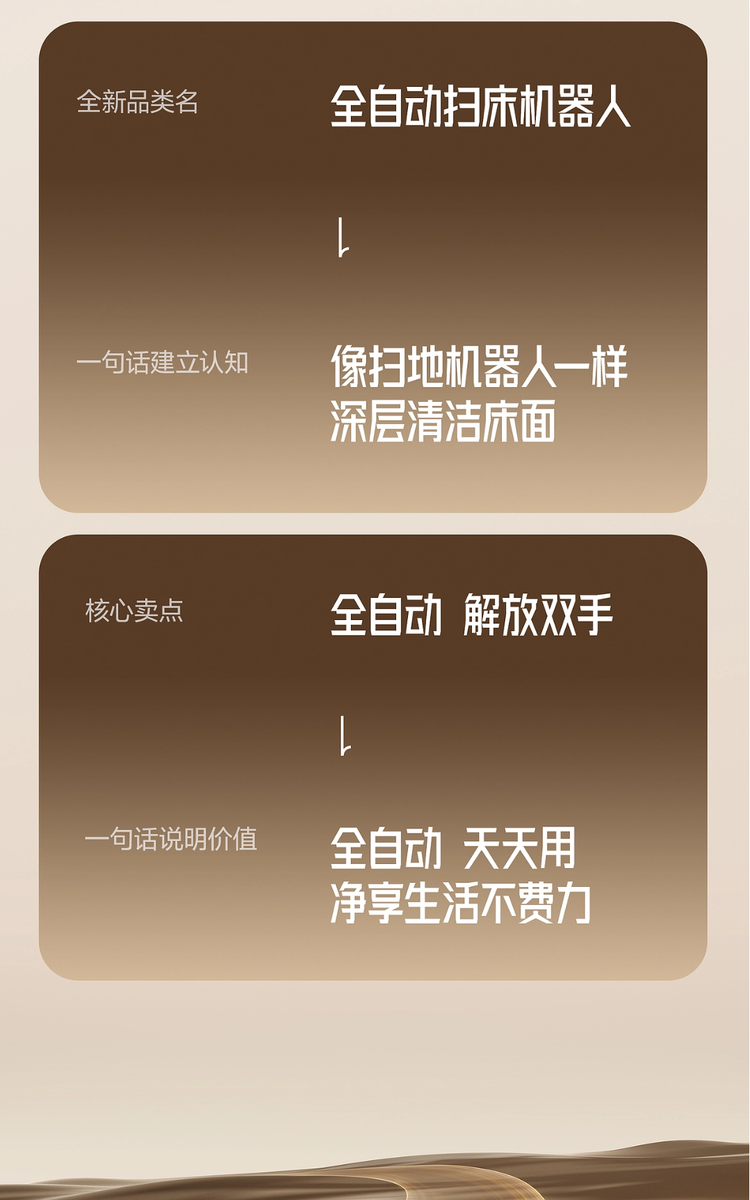 全新品类名
全自动扫床机器人
一句话建立认知
像扫地机器人一样
深层清洁床面
核心卖点
全自动 解放双手
一句话说明价值
全自动 天天用
净享生活不费力